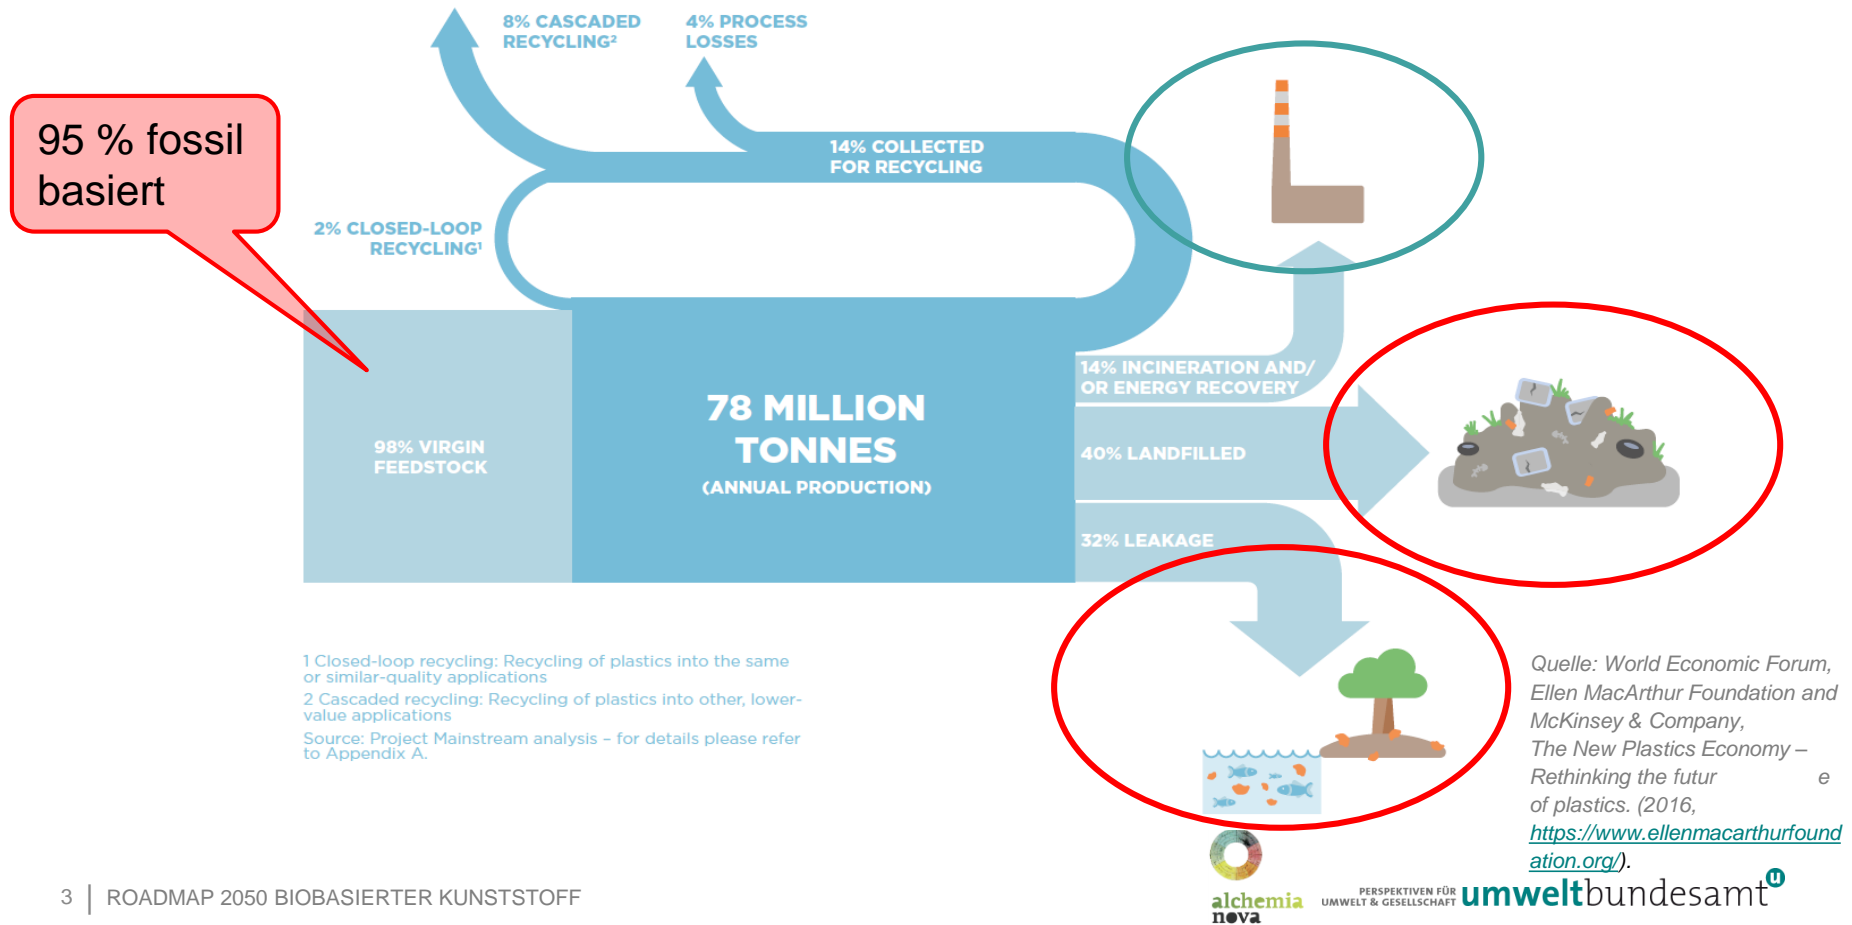 8% CASCADED
RECYCLING²
4% PROCESS
LOSSES
95 % fossil
basiert
14% COLLECTED
FOR RECYCLING
2% CLOSED-LOOP
RECYCLING¹
14% INCINERATION AND/
OR ENERGY RECOVERY
78 MILLION
TONNES
(ANNUAL PRODUCTION)
98% VIRGIN
FEEDSTOCK
40% LANDFILLED
32% LEAKAGE
1 Closed-loop recycling: Recycling of plastics into the same
or similar-quality applications
2 Cascaded recycling: Recycling of plastics into other, lower-
value applications
Source: Project Mainstream analysis – for details please refer
to Appendix A.
Quelle: World Economic Forum,
Ellen MacArthur Foundation and
McKinsey & Company,
The New Plastics Economy –
Rethinking the futur e
of plastics. (2016,
https://www.ellenmacarthurfound
ation.org/).
3 | ROADMAP 2050 BIOBASIERTER KUNSTSTOFF
alchemia
nova
PERSPEKTIVEN FÜR
UMWELT & GESELLSCHAFT
umweltbundesamt
u